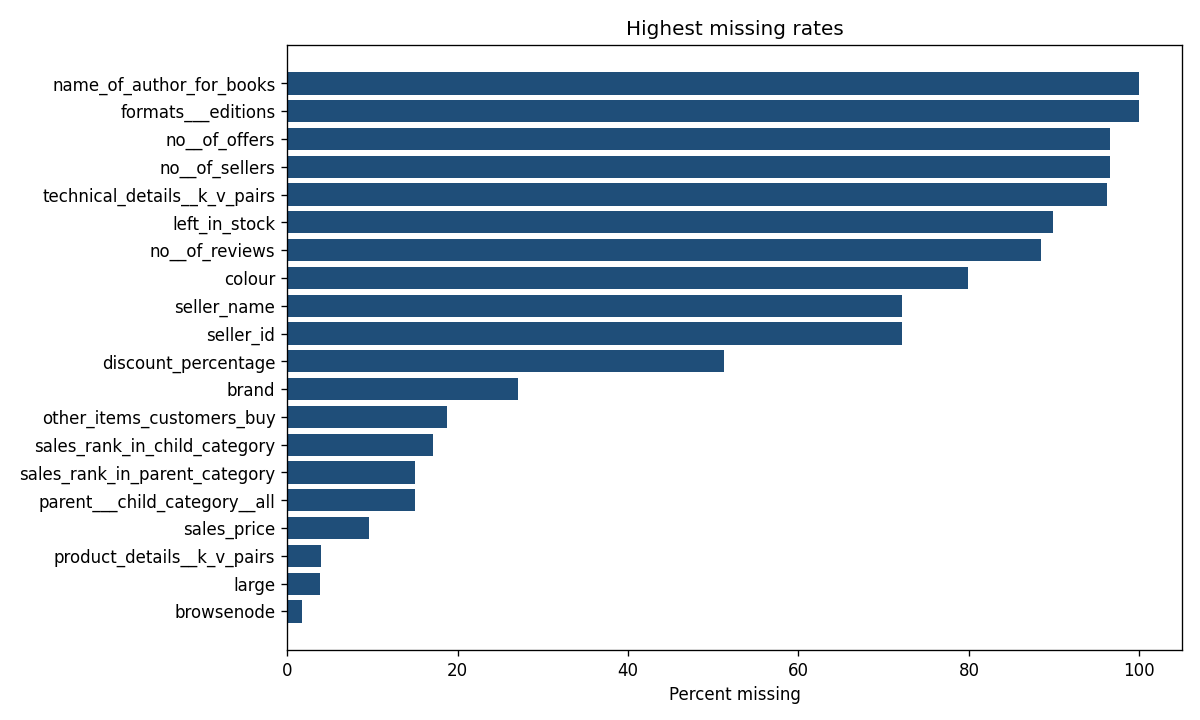 Highest missing rates
name_of_author_for_books
formats___editions
no__of_offers
no__of_sellers
technical_details__k_v_pairs
left_in_stock
no__of_reviews
colour
seller_name
seller_id
discount_percentage
brand
other_items_customers_buy
sales_rank_in_child_category
sales_rank_in_parent_category
parent___child_category__all
sales_price
product_details__k_v_pairs
large
browsenode
0 20 40 60 80 100
Percent missing